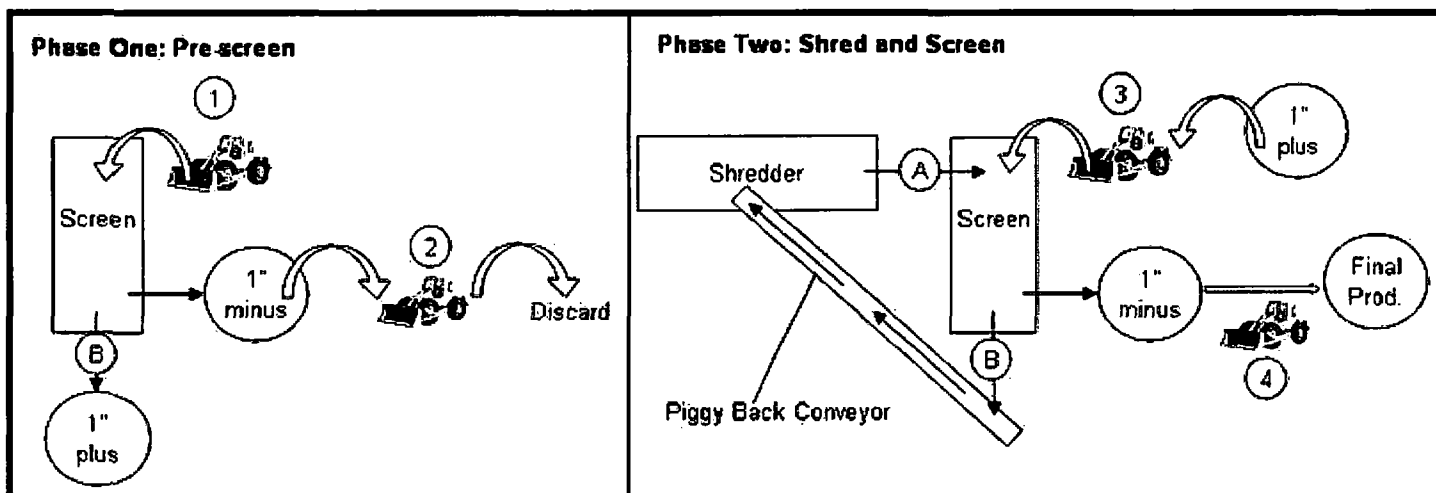 Phase One: Pre-screen
1
Screen
2
1"
minus
Discard
B
1"
plus
Phase Two: Shred and Screen
3
1"
plus
Shredder
A
Screen
1"
minus
Final
Prod.
B
4
Piggy Back Conveyor